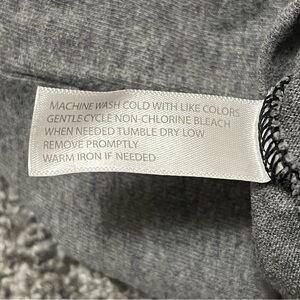 MACHINE WASH COLD WITH LIKE COLORS
GENTLE CYCLE NON-CHLORINE BLEACH
WHEN NEEDED TUMBLE DRY LOW
REMOVE PROMPTLY
WARM IRON IF NEEDED